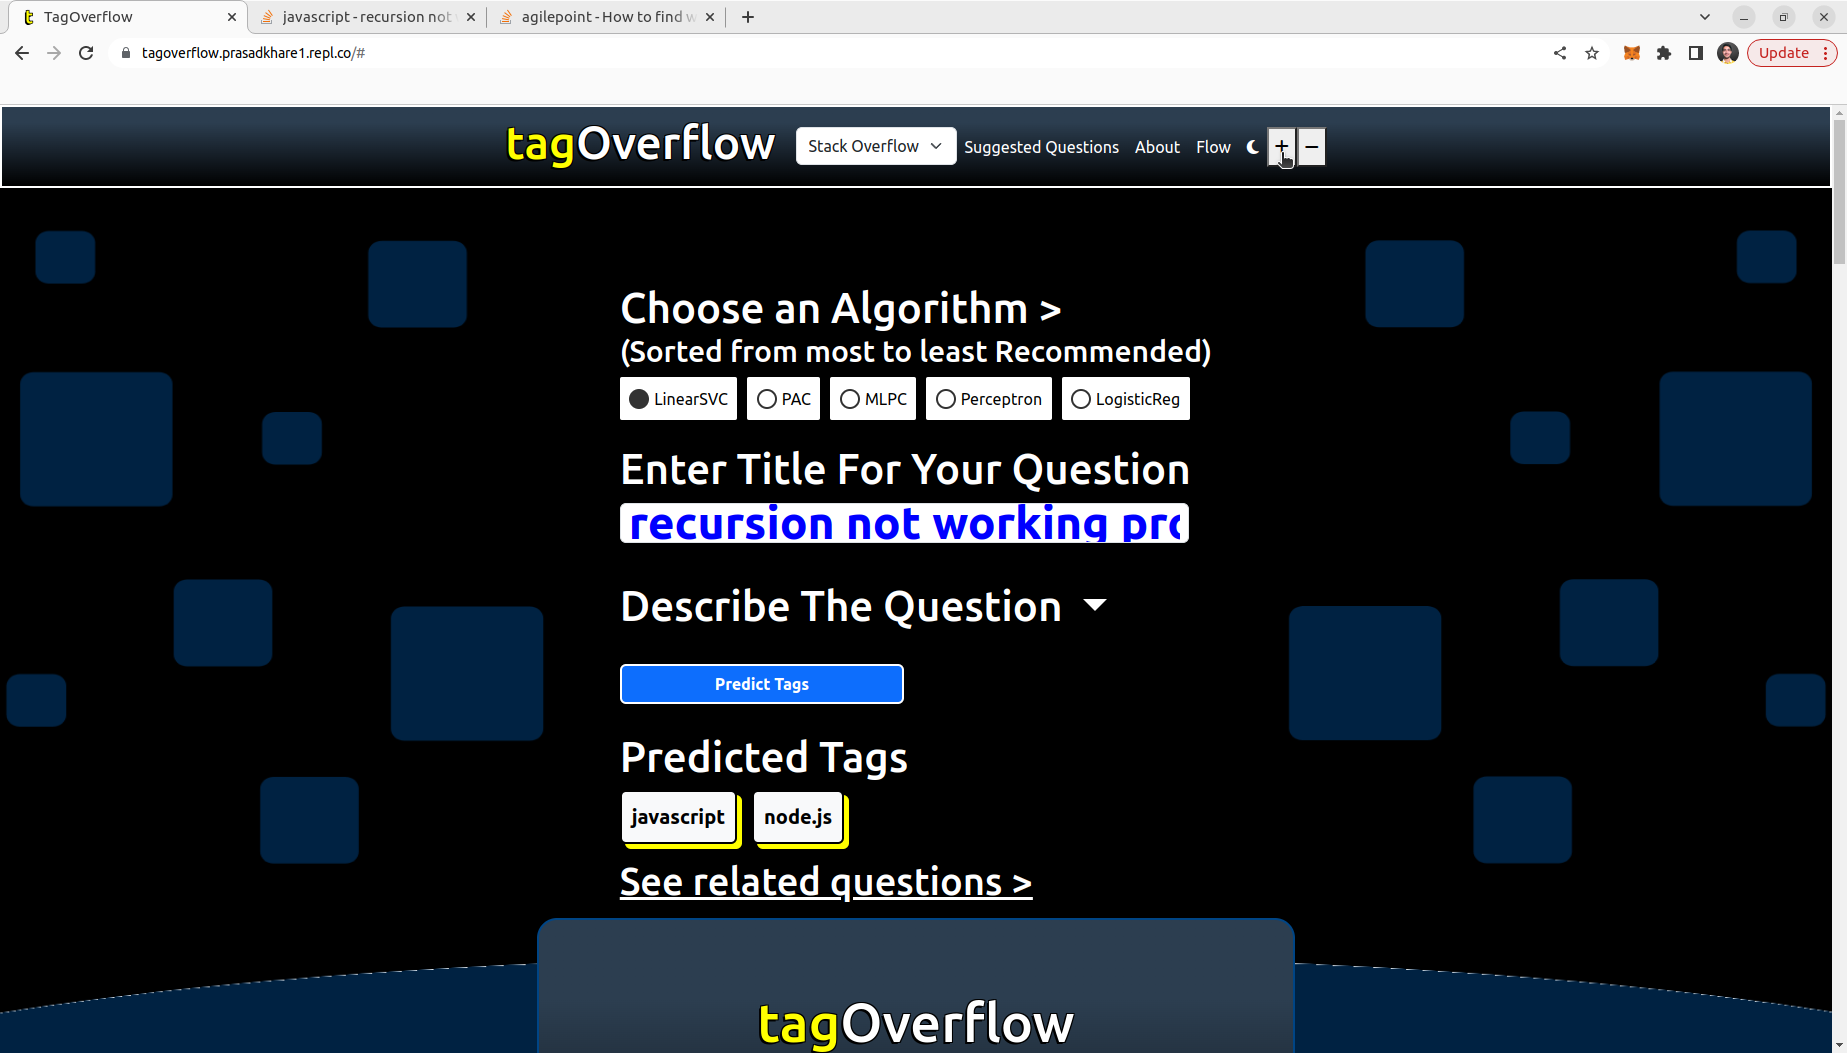 TagOverflow
javascript - recursion not
agilepoint - How to find w
tagoverflow.prasadkhare1.repl.co/#
Update
tagOverflow
Stack Overflow
Suggested Questions
About
Flow
+
−
Choose an Algorithm >
(Sorted from most to least Recommended)
LinearSVC
PAC
MLPC
Perceptron
LogisticReg
Enter Title For Your Question
recursion not working pro
Describe The Question
Predict Tags
Predicted Tags
javascript
node.js
See related questions >
tagOverflow